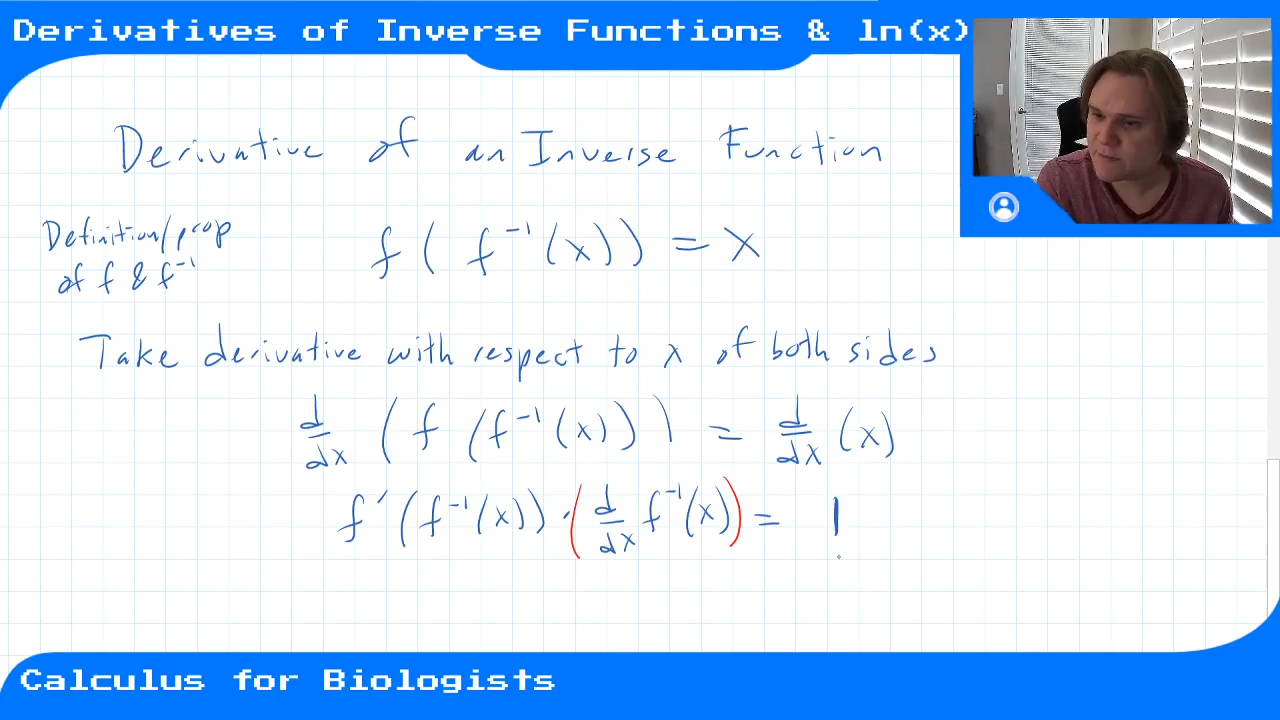 Derivatives of Inverse Functions & ln(x)
Derivative of an Inverse Function
Definition/prop
of f & f⁻¹
f(f⁻¹(x)) = x
Take derivative with respect to x of both sides
d/dx (f(f⁻¹(x))) = d/dx (x)
f′(f⁻¹(x)) · (d/dx f⁻¹(x)) = 1
Calculus for Biologists